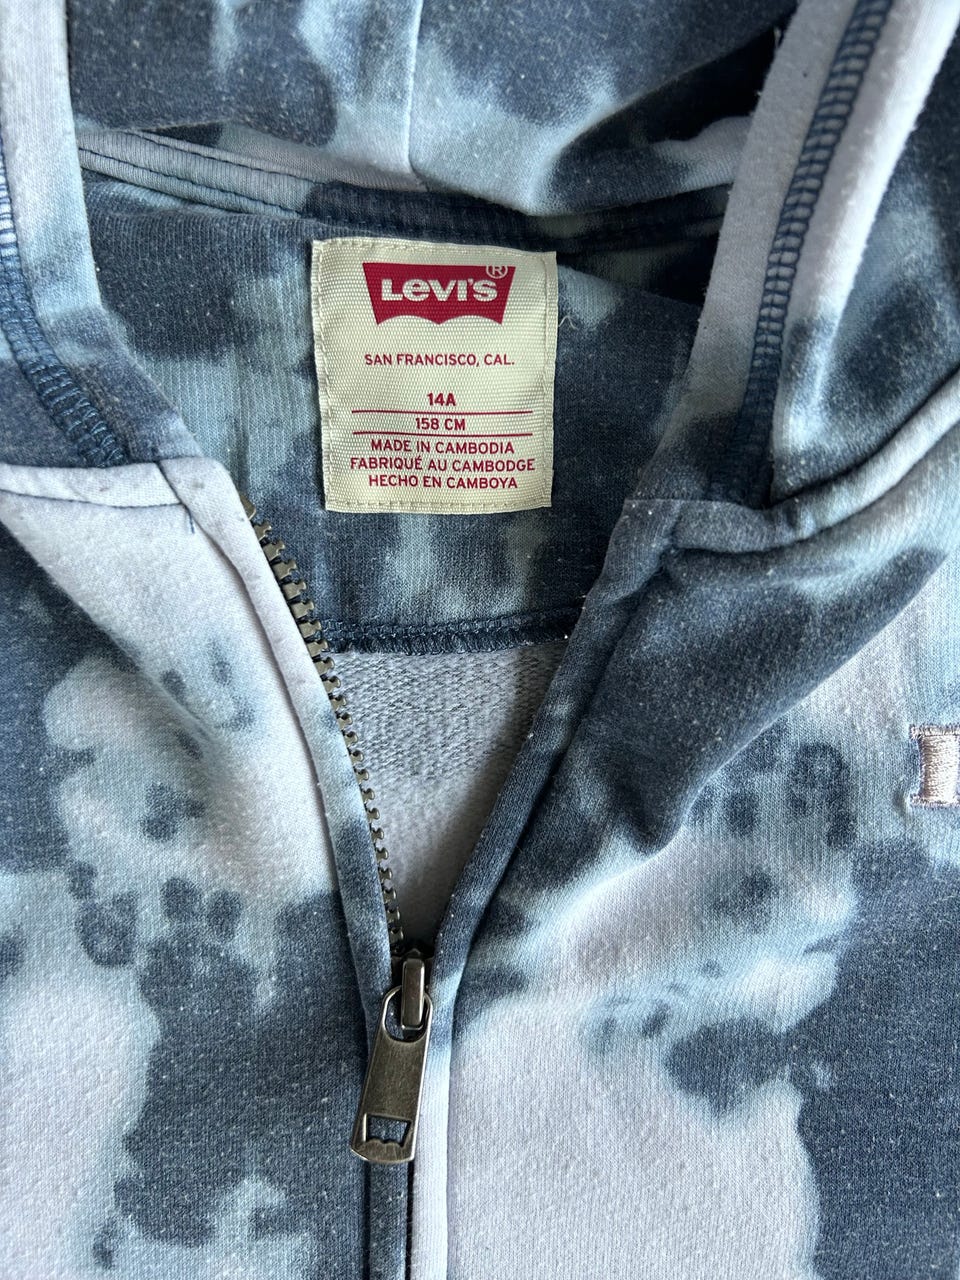 LEVI'S®
SAN FRANCISCO, CAL.
14A
158 CM
MADE IN CAMBODIA
FABRIQUÉ AU CAMBODGE
HECHO EN CAMBOYA